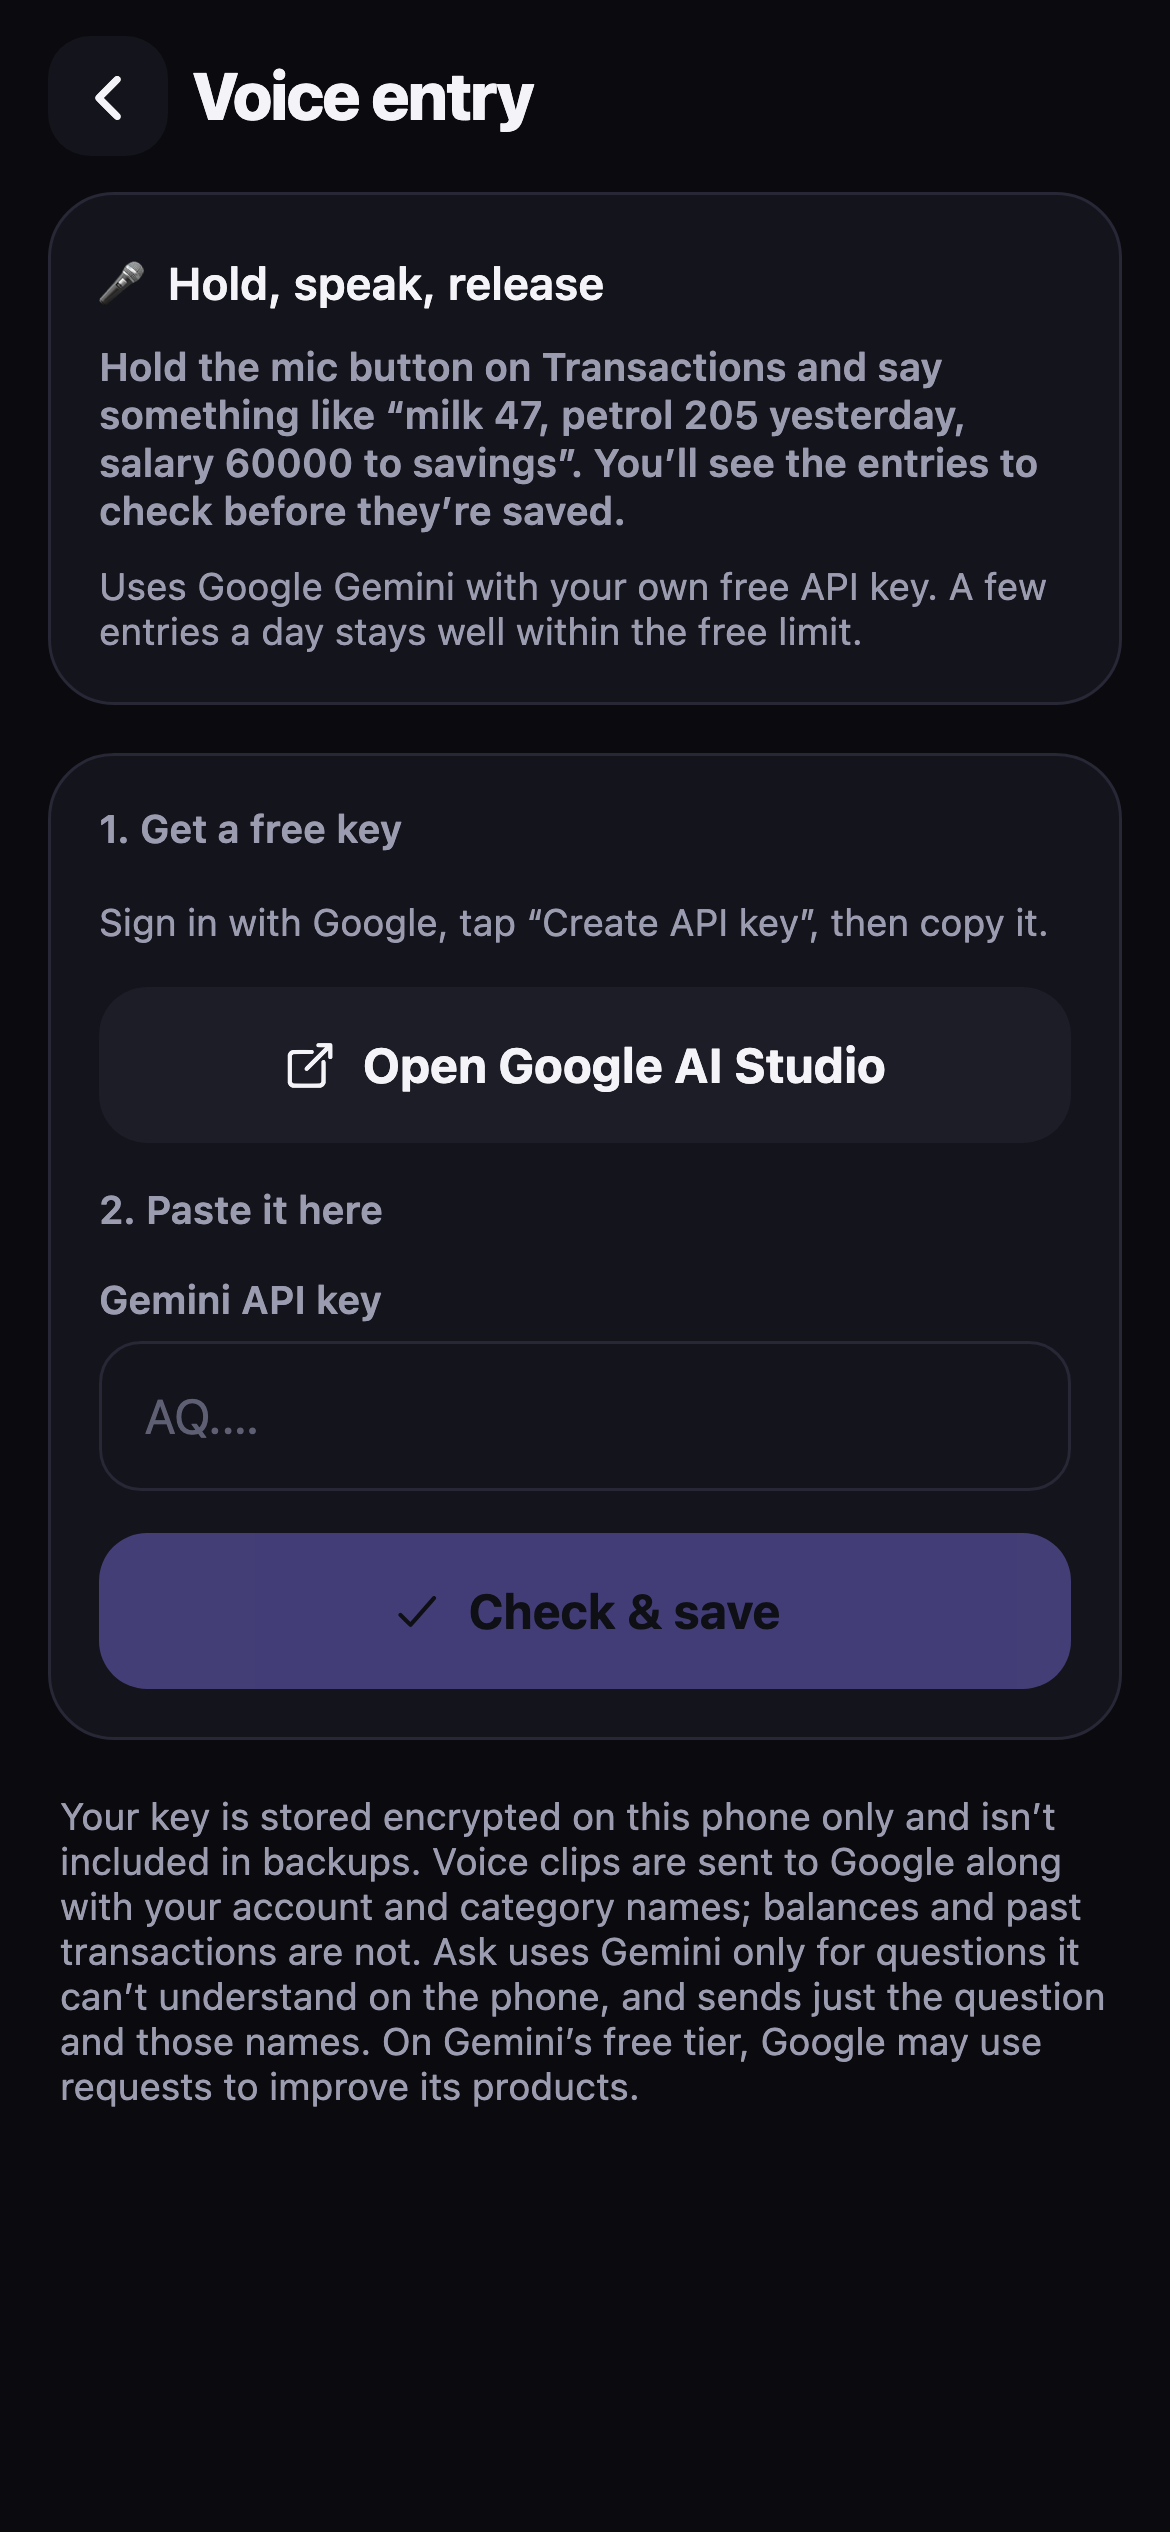 Voice entry
Hold, speak, release
Hold the mic button on Transactions and say
something like “milk 47, petrol 205 yesterday,
salary 60000 to savings”. You’ll see the entries to
check before they’re saved.
Uses Google Gemini with your own free API key. A few
entries a day stays well within the free limit.
1. Get a free key
Sign in with Google, tap “Create API key”, then copy it.
Open Google AI Studio
2. Paste it here
Gemini API key
AQ....
Check & save
Your key is stored encrypted on this phone only and isn’t
included in backups. Voice clips are sent to Google along
with your account and category names; balances and past
transactions are not. Ask uses Gemini only for questions it
can’t understand on the phone, and sends just the question
and those names. On Gemini’s free tier, Google may use
requests to improve its products.